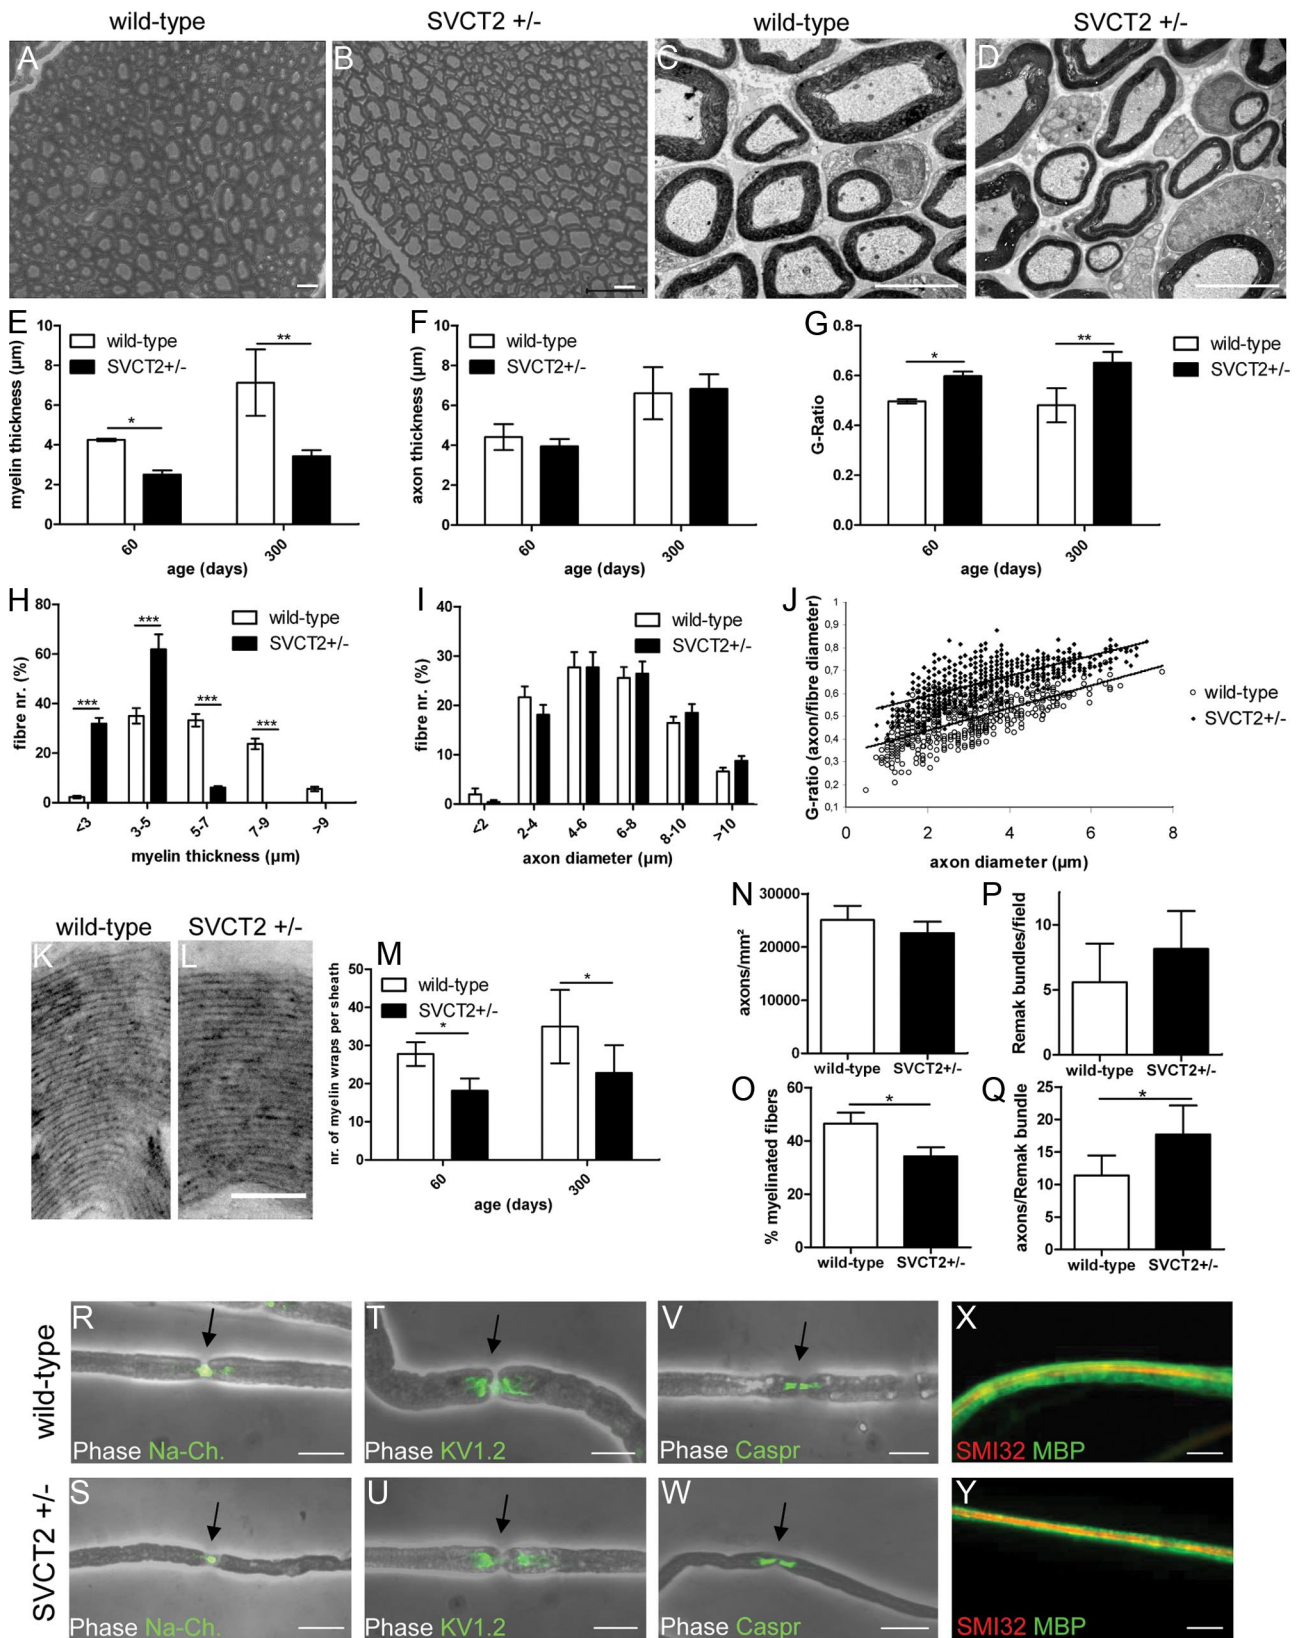 wild-type SVCT2 +/- wild-type SVCT2 +/-
A B C D
E
myelin thickness (µm)
10
8
6
4
2
0
wild-type
SVCT2+/-
*
**
60 300
age (days)
F
axon thickness (µm)
10
8
6
4
2
0
wild-type
SVCT2+/-
60 300
age (days)
G
G-Ratio
0.8
0.6
0.4
0.2
0.0
*
**
wild-type
SVCT2+/-
60 300
age (days)
H
fibre nr. (%)
80
60
40
20
0
wild-type
SVCT2+/-
***
***
***
***
<3 3-5 5-7 7-9 >9
myelin thickness (µm)
I
fibre nr. (%)
40
30
20
10
0
wild-type
SVCT2+/-
<2 2-4 4-6 6-8 8-10 >10
axon diameter (µm)
J
G-ratio (axon/fibre diameter)
1
0,9
0,8
0,7
0,6
0,5
0,4
0,3
0,2
0,1
0 2 4 6 8
axon diameter (µm)
wild-type
SVCT2+/-
wild-type SVCT2 +/-
K L
M
nr. of myelin wraps per sheath
50
40
30
20
10
0
wild-type
SVCT2+/-
*
*
60 300
age (days)
N
axons/mm²
30000
20000
10000
0
wild-type SVCT2+/-
P
Remak bundles/field
10
5
0
wild-type SVCT2+/-
O
% myelinated fibers
60
40
20
0
*
wild-type SVCT2+/-
Q
axons/Remak bundle
25
20
15
10
5
0
*
wild-type SVCT2+/-
wild-type
R
Phase Na-Ch.
T
Phase KV1.2
V
Phase Caspr
X
SMI32 MBP
SVCT2 +/-
S
Phase Na-Ch.
U
Phase KV1.2
W
Phase Caspr
Y
SMI32 MBP